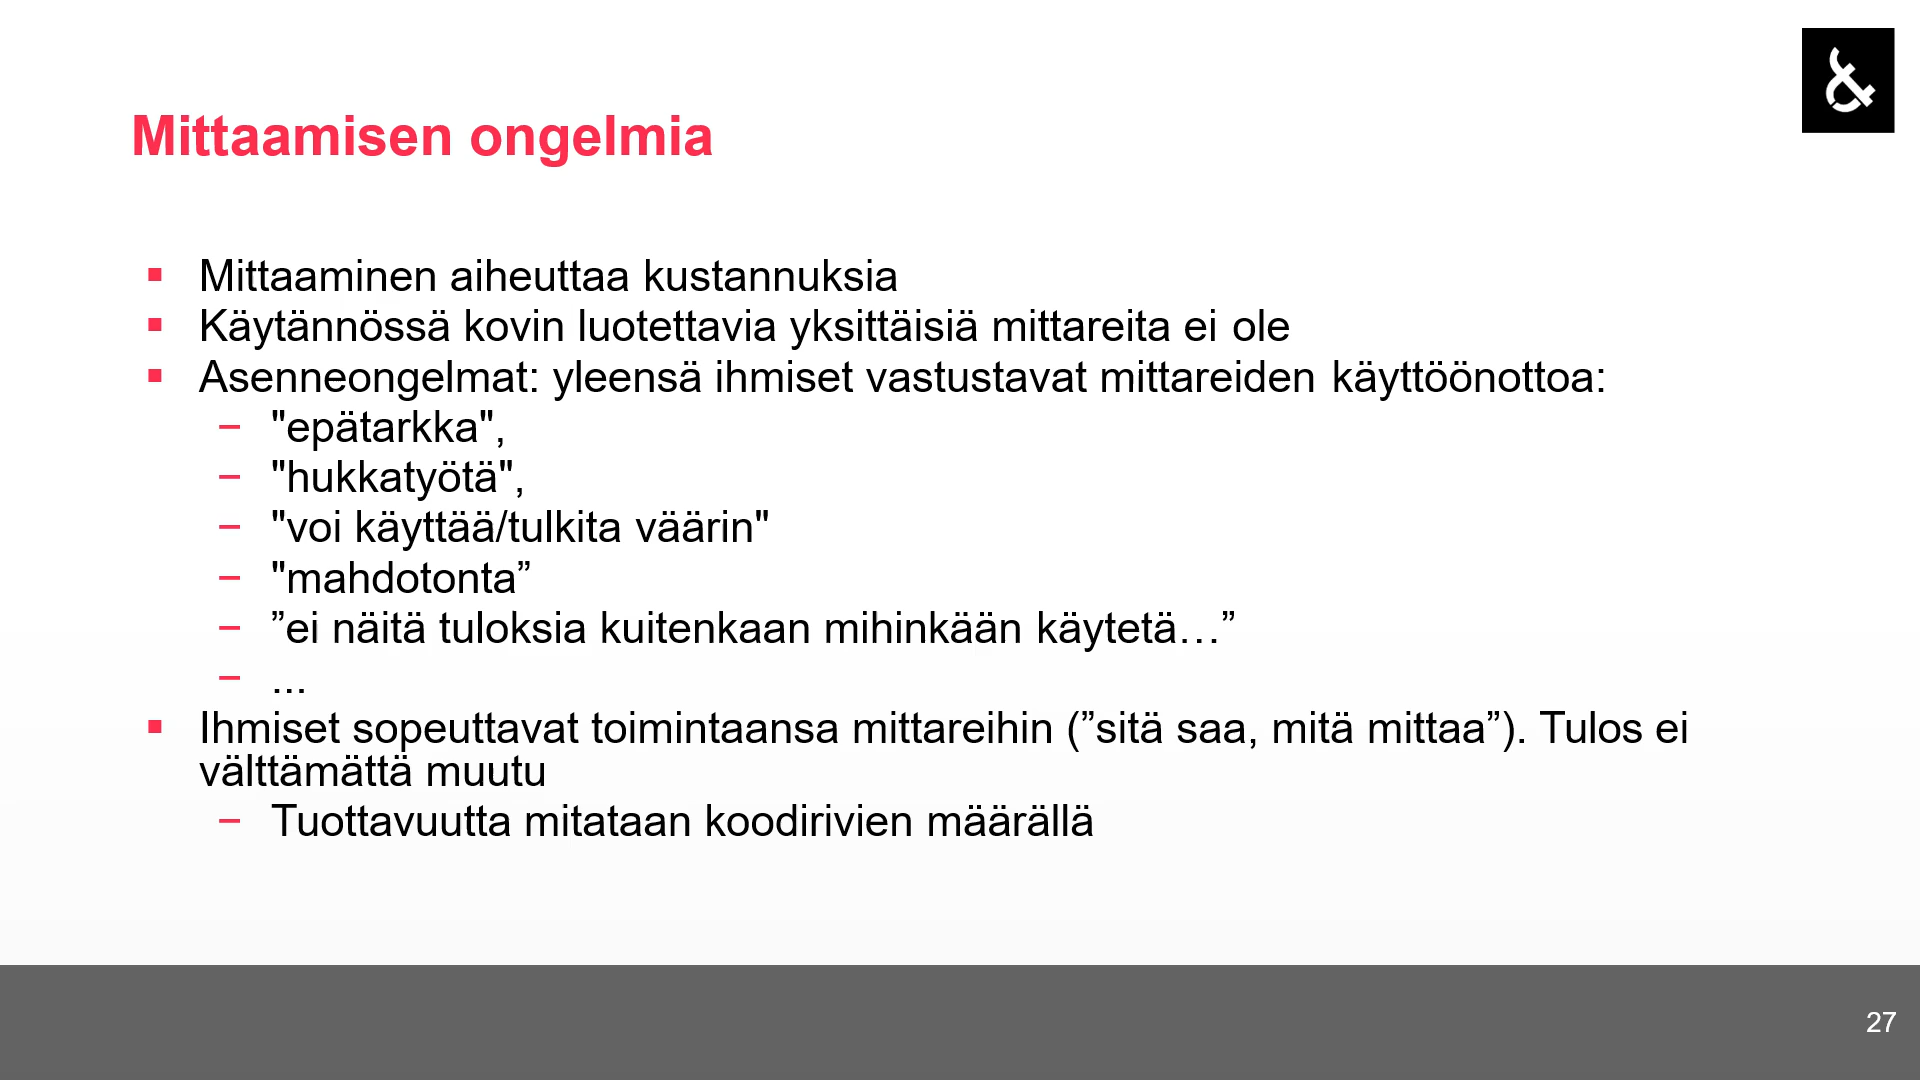 &
Mittaamisen ongelmia
▪ Mittaaminen aiheuttaa kustannuksia
▪ Käytännössä kovin luotettavia yksittäisiä mittareita ei ole
▪ Asenneongelmat: yleensä ihmiset vastustavat mittareiden käyttöönottoa:
− "epätarkka",
− "hukkatyötä",
− "voi käyttää/tulkita väärin"
− "mahdotonta”
− ”ei näitä tuloksia kuitenkaan mihinkään käytetä…”
− ...
▪ Ihmiset sopeuttavat toimintaansa mittareihin (”sitä saa, mitä mittaa”). Tulos ei
välttämättä muutu
− Tuottavuutta mitataan koodirivien määrällä
27